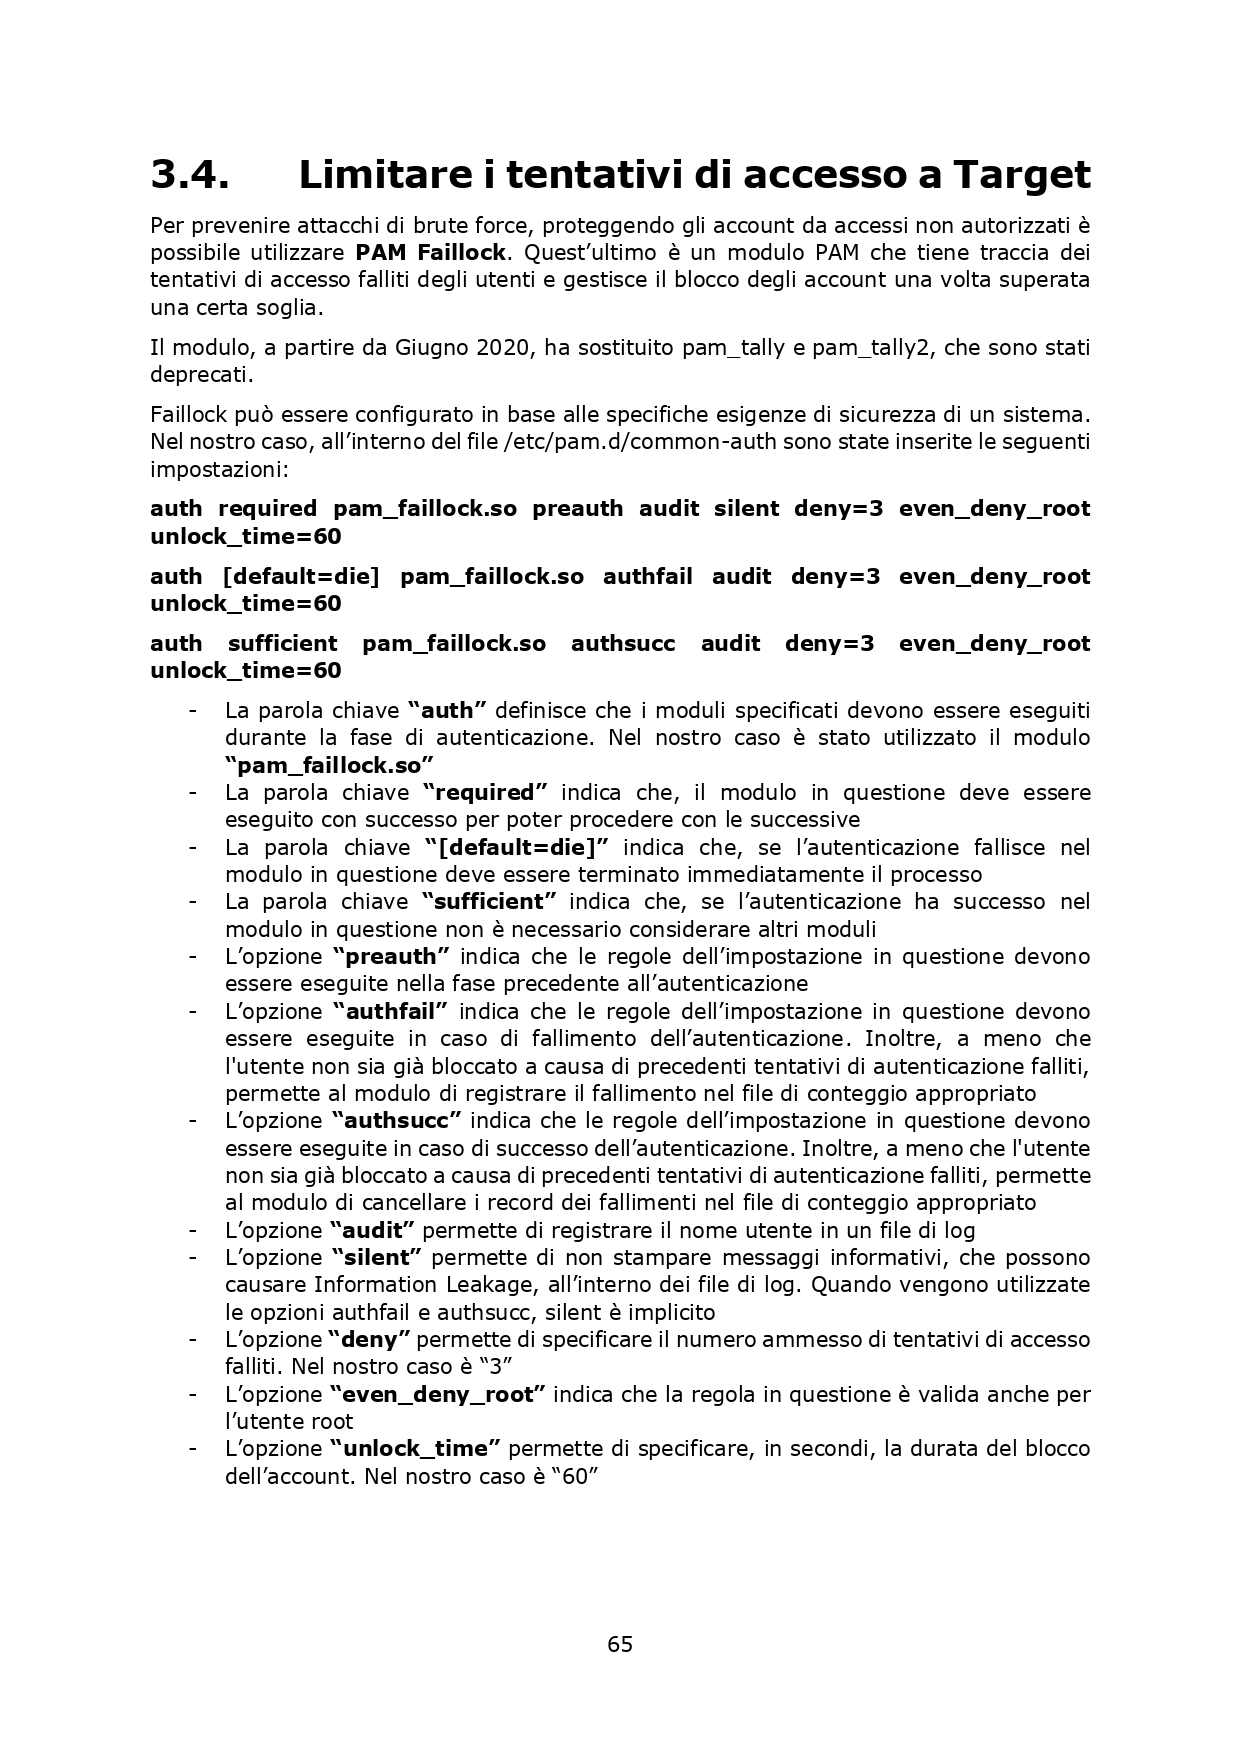 3.4. Limitare i tentativi di accesso a Target
Per prevenire attacchi di brute force, proteggendo gli account da accessi non autorizzati è
possibile utilizzare PAM Faillock. Quest’ultimo è un modulo PAM che tiene traccia dei
tentativi di accesso falliti degli utenti e gestisce il blocco degli account una volta superata
una certa soglia.
Il modulo, a partire da Giugno 2020, ha sostituito pam_tally e pam_tally2, che sono stati
deprecati.
Faillock può essere configurato in base alle specifiche esigenze di sicurezza di un sistema.
Nel nostro caso, all’interno del file /etc/pam.d/common-auth sono state inserite le seguenti
impostazioni:
auth required pam_faillock.so preauth audit silent deny=3 even_deny_root
unlock_time=60
auth [default=die] pam_faillock.so authfail audit deny=3 even_deny_root
unlock_time=60
auth sufficient pam_faillock.so authsucc audit deny=3 even_deny_root
unlock_time=60
- La parola chiave “auth” definisce che i moduli specificati devono essere eseguiti
durante la fase di autenticazione. Nel nostro caso è stato utilizzato il modulo
“pam_faillock.so”
- La parola chiave “required” indica che, il modulo in questione deve essere
eseguito con successo per poter procedere con le successive
- La parola chiave “[default=die]” indica che, se l’autenticazione fallisce nel
modulo in questione deve essere terminato immediatamente il processo
- La parola chiave “sufficient” indica che, se l’autenticazione ha successo nel
modulo in questione non è necessario considerare altri moduli
- L’opzione “preauth” indica che le regole dell’impostazione in questione devono
essere eseguite nella fase precedente all’autenticazione
- L’opzione “authfail” indica che le regole dell’impostazione in questione devono
essere eseguite in caso di fallimento dell’autenticazione. Inoltre, a meno che
l'utente non sia già bloccato a causa di precedenti tentativi di autenticazione falliti,
permette al modulo di registrare il fallimento nel file di conteggio appropriato
- L’opzione “authsucc” indica che le regole dell’impostazione in questione devono
essere eseguite in caso di successo dell’autenticazione. Inoltre, a meno che l'utente
non sia già bloccato a causa di precedenti tentativi di autenticazione falliti, permette
al modulo di cancellare i record dei fallimenti nel file di conteggio appropriato
- L’opzione “audit” permette di registrare il nome utente in un file di log
- L’opzione “silent” permette di non stampare messaggi informativi, che possono
causare Information Leakage, all’interno dei file di log. Quando vengono utilizzate
le opzioni authfail e authsucc, silent è implicito
- L’opzione “deny” permette di specificare il numero ammesso di tentativi di accesso
falliti. Nel nostro caso è “3”
- L’opzione “even_deny_root” indica che la regola in questione è valida anche per
l’utente root
- L’opzione “unlock_time” permette di specificare, in secondi, la durata del blocco
dell’account. Nel nostro caso è “60”
65